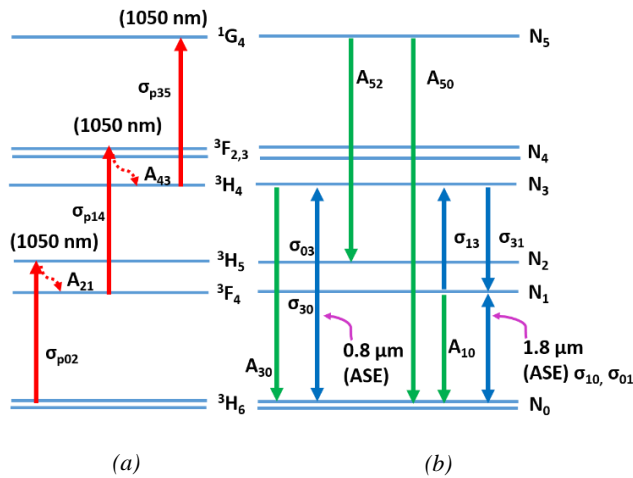 (1050 nm)
¹G₄
N₅
σₚ₃₅
A₅₂
A₅₀
(1050 nm)
³F₂,₃
N₄
A₄₃
³H₄
N₃
σₚ₁₄
σ₀₃
σ₁₃
σ₃₁
(1050 nm)
³H₅
N₂
A₂₁
³F₄
N₁
σ₃₀
σₚ₀₂
A₃₀
0.8 µm
(ASE)
A₁₀
1.8 µm
(ASE) σ₁₀, σ₀₁
³H₆
N₀
(a)
(b)